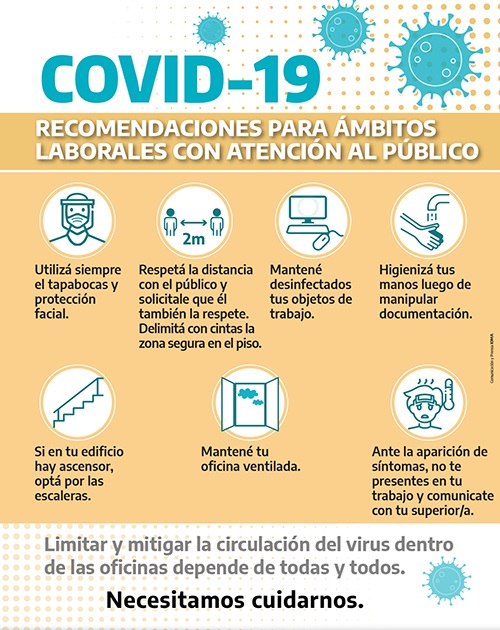 COVID-19
RECOMENDACIONES PARA ÁMBITOS
LABORALES CON ATENCIÓN AL PÚBLICO
Utilizá siempre
el tapabocas y
protección
facial.
2m
Respetá la distancia
con el público y
solicitale que él
también la respete.
Delimitá con cintas la
zona segura en el piso.
Mantené
desinfectados
tus objetos de
trabajo.
Higienizá tus
manos luego de
manipular
documentación.
Si en tu edificio
hay ascensor,
optá por las
escaleras.
Mantené tu
oficina ventilada.
Ante la aparición de
síntomas, no te
presentes en tu
trabajo y comunicate
con tu superior/a.
Limitar y mitigar la circulación del virus dentro
de las oficinas depende de todas y todos.
Necesitamos cuidarnos.